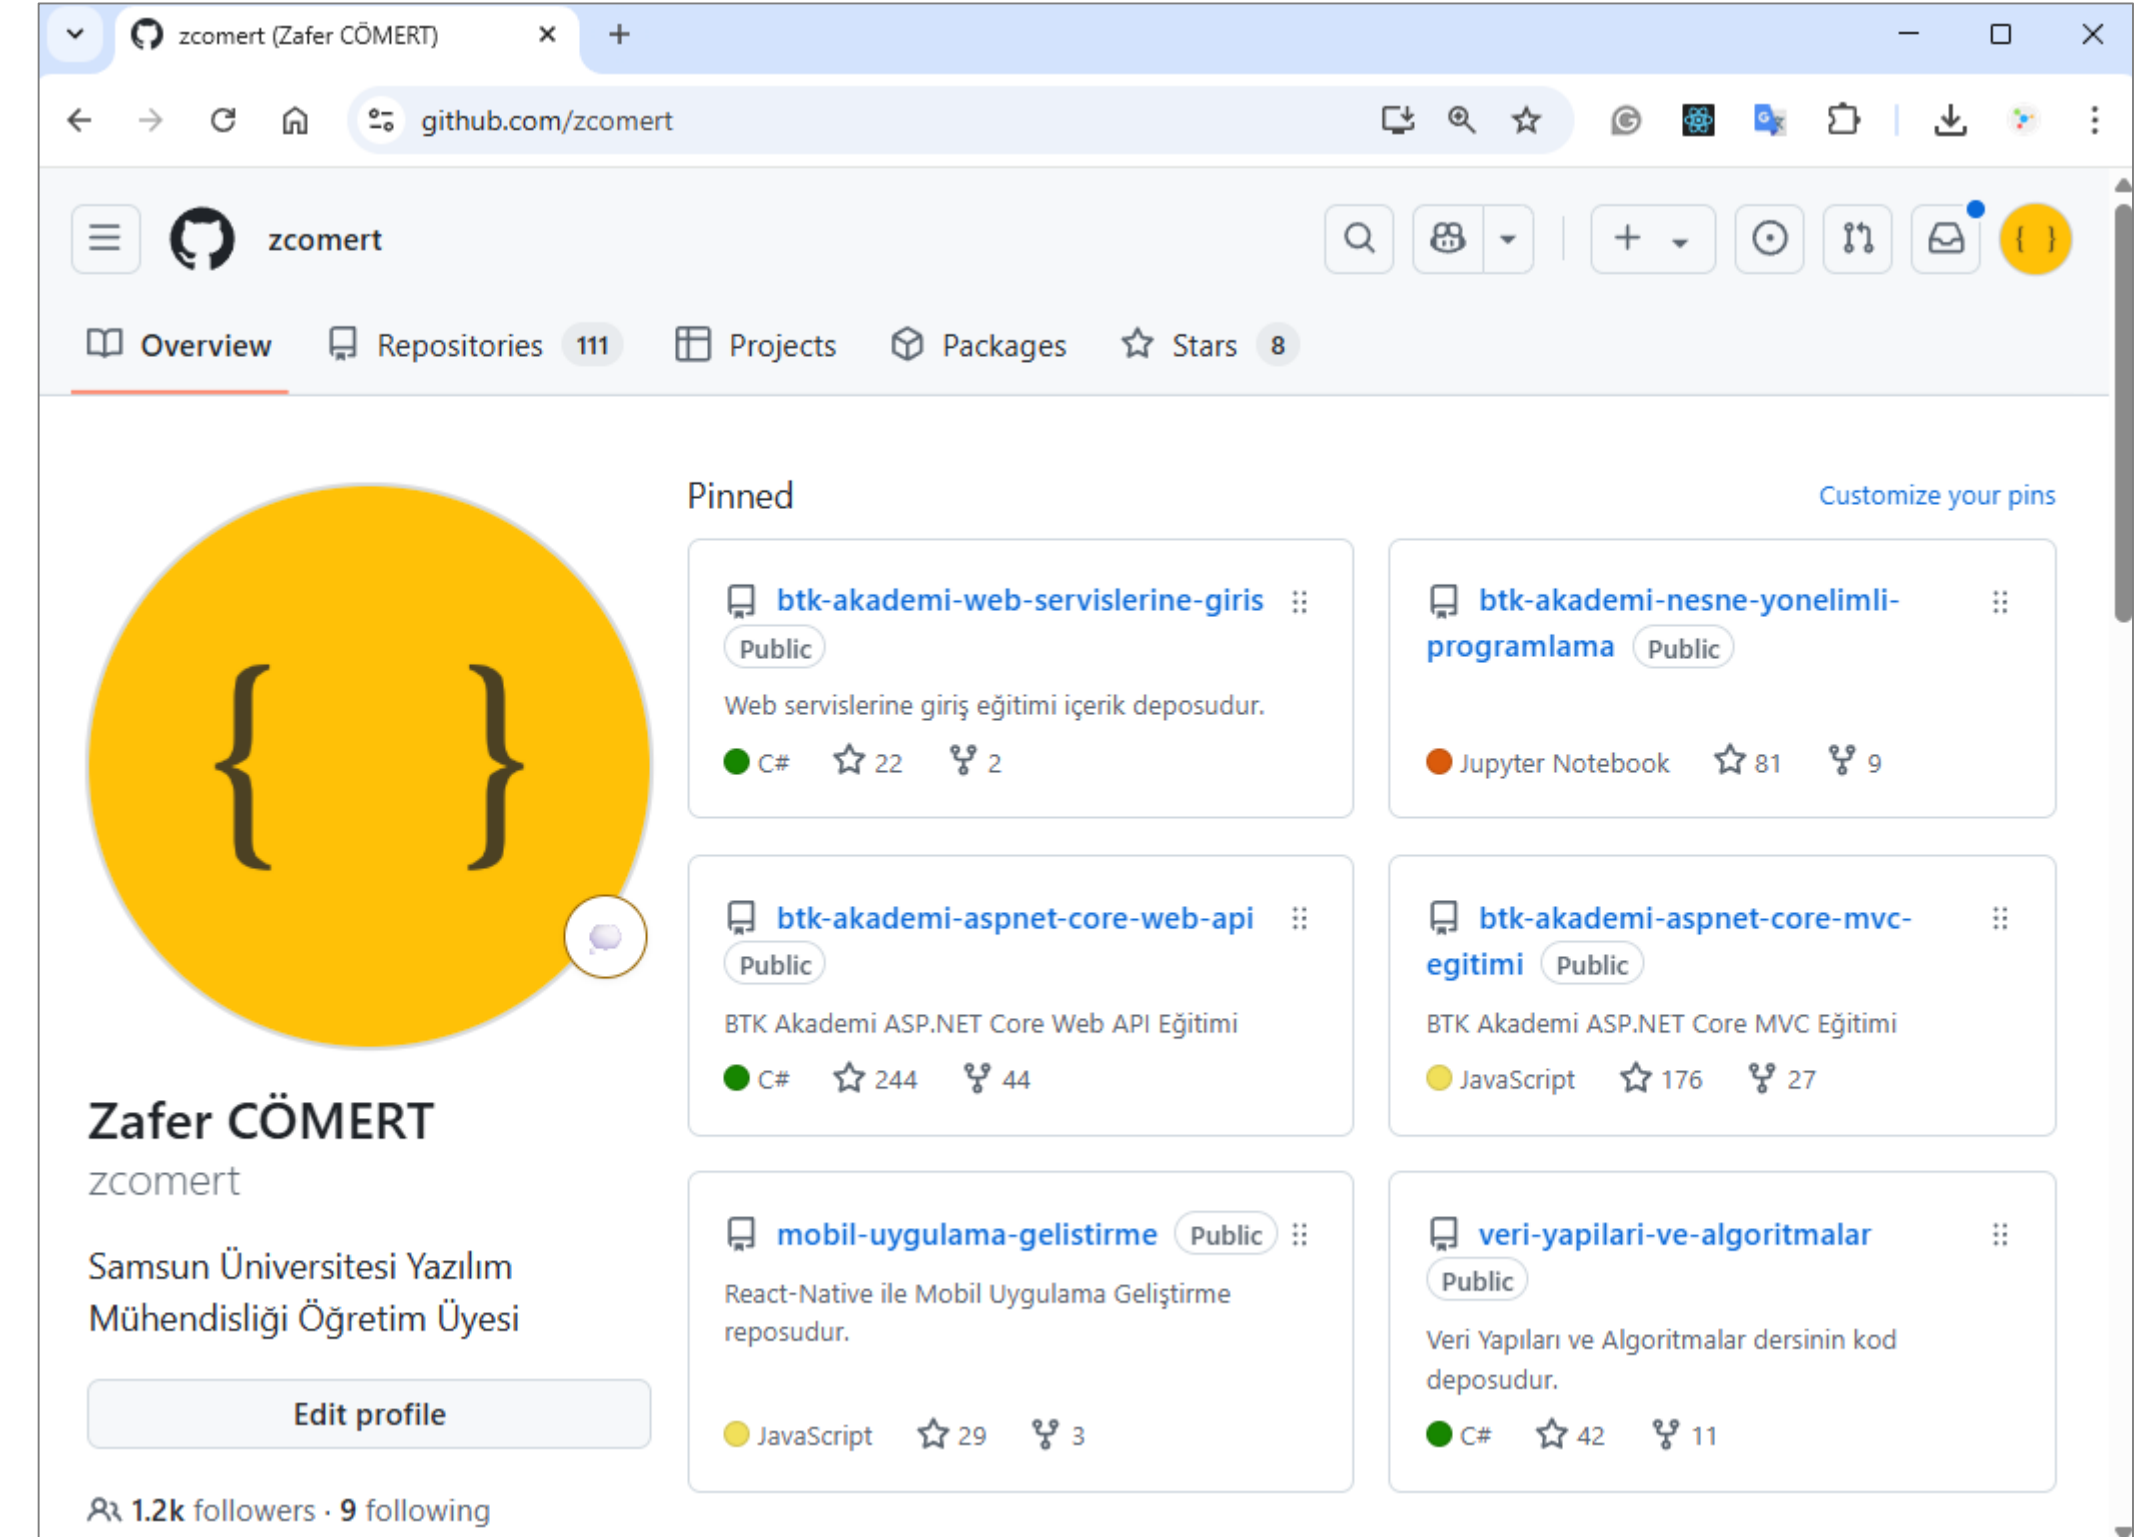 zcomert (Zafer CÖMERT)
github.com/zcomert
zcomert
{ }
Overview Repositories 111 Projects Packages Stars 8
{ }
Pinned
Customize your pins
btk-akademi-web-servislerine-giris
Public
Web servislerine giriş eğitimi içerik deposudur.
C# 22 2
btk-akademi-nesne-yonelimli-
programlama Public
Jupyter Notebook 81 9
btk-akademi-aspnet-core-web-api
Public
BTK Akademi ASP.NET Core Web API Eğitimi
C# 244 44
btk-akademi-aspnet-core-mvc-
egitimi Public
BTK Akademi ASP.NET Core MVC Eğitimi
JavaScript 176 27
mobil-uygulama-gelistirme Public
React-Native ile Mobil Uygulama Geliştirme
reposudur.
JavaScript 29 3
veri-yapilari-ve-algoritmalar
Public
Veri Yapıları ve Algoritmalar dersinin kod
deposudur.
C# 42 11
Zafer CÖMERT
zcomert
Samsun Üniversitesi Yazılım
Mühendisliği Öğretim Üyesi
Edit profile
1.2k followers · 9 following